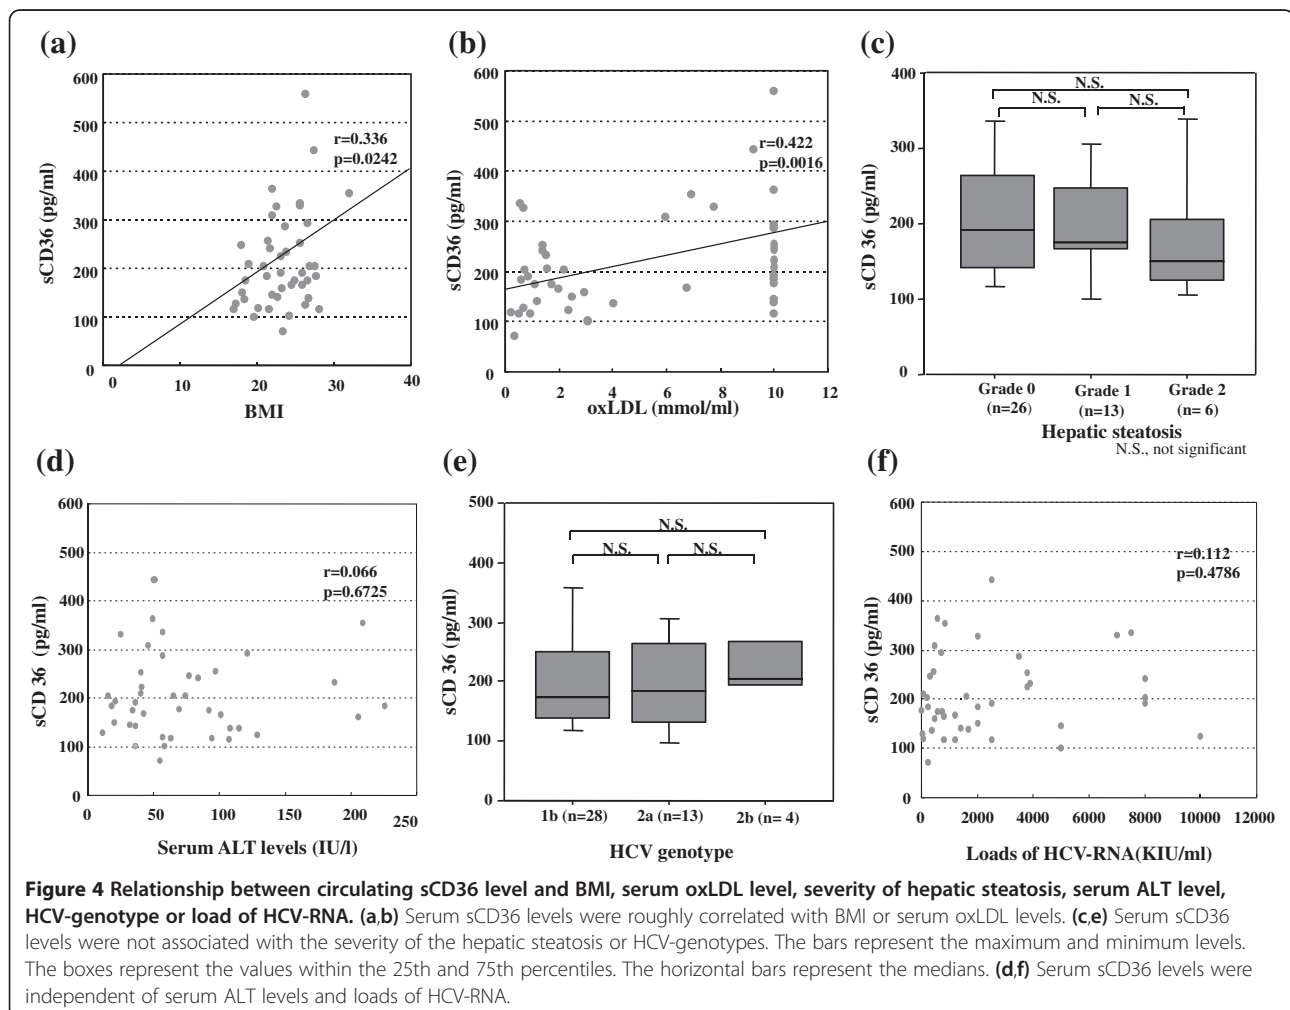 (a)
600
500
400
300
200
100
0
sCD36 (pg/ml)
r=0.336
p=0.0242
0 10 20 30 40
BMI
(b)
600
500
400
300
200
100
0
sCD36 (pg/ml)
r=0.422
p=0.0016
0 2 4 6 8 10 12
oxLDL (mmol/ml)
(c)
400
300
200
100
0
sCD 36 (pg/ml)
N.S.
N.S. N.S.
Grade 0 Grade 1 Grade 2
(n=26) (n=13) (n= 6)
Hepatic steatosis
N.S., not significant
(d)
600
500
400
300
200
100
0
sCD 36 (pg/ml)
r=0.066
p=0.6725
0 50 100 150 200 250
Serum ALT levels (IU/l)
(e)
500
400
300
200
100
0
sCD 36 (pg/ml)
N.S.
N.S. N.S.
1b (n=28) 2a (n=13) 2b (n= 4)
HCV genotype
(f)
600
500
400
300
200
100
0
sCD 36 (pg/ml)
r=0.112
p=0.4786
0 2000 4000 6000 8000 10000 12000
Loads of HCV-RNA(KIU/ml)
Figure 4 Relationship between circulating sCD36 level and BMI, serum oxLDL level, severity of hepatic steatosis, serum ALT level,
HCV-genotype or load of HCV-RNA. (a,b) Serum sCD36 levels were roughly correlated with BMI or serum oxLDL levels. (c,e) Serum sCD36
levels were not associated with the severity of the hepatic steatosis or HCV-genotypes. The bars represent the maximum and minimum levels.
The boxes represent the values within the 25th and 75th percentiles. The horizontal bars represent the medians. (d,f) Serum sCD36 levels were
independent of serum ALT levels and loads of HCV-RNA.